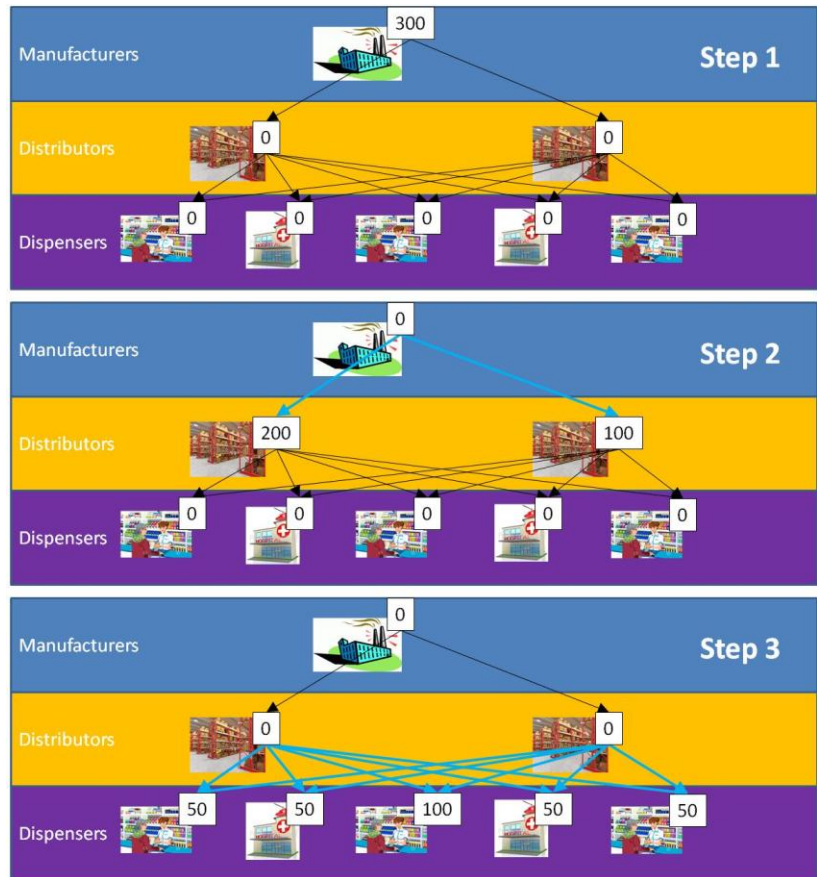 300
Manufacturers
Step 1
0 0
Distributors
0 0 0 0 0
Dispensers
0
Manufacturers
Step 2
200 100
Distributors
0 0 0 0 0
Dispensers
0
Manufacturers
Step 3
0 0
Distributors
50 50 100 50 50
Dispensers